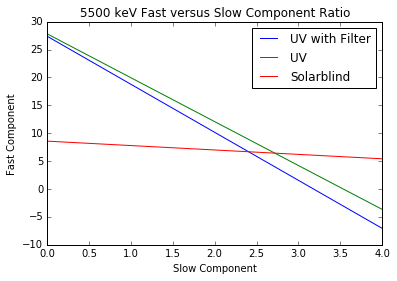 5500 keV Fast versus Slow Component Ratio
30
25
20
15
10
5
0
−5
−10
Fast Component
UV with Filter
UV
Solarblind
0.0 0.5 1.0 1.5 2.0 2.5 3.0 3.5 4.0
Slow Component